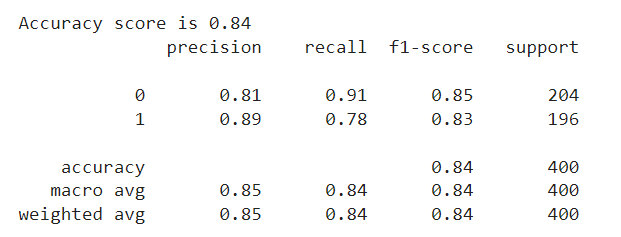 Accuracy score is 0.84
precision recall f1-score support
0 0.81 0.91 0.85 204
1 0.89 0.78 0.83 196
accuracy 0.84 400
macro avg 0.85 0.84 0.84 400
weighted avg 0.85 0.84 0.84 400